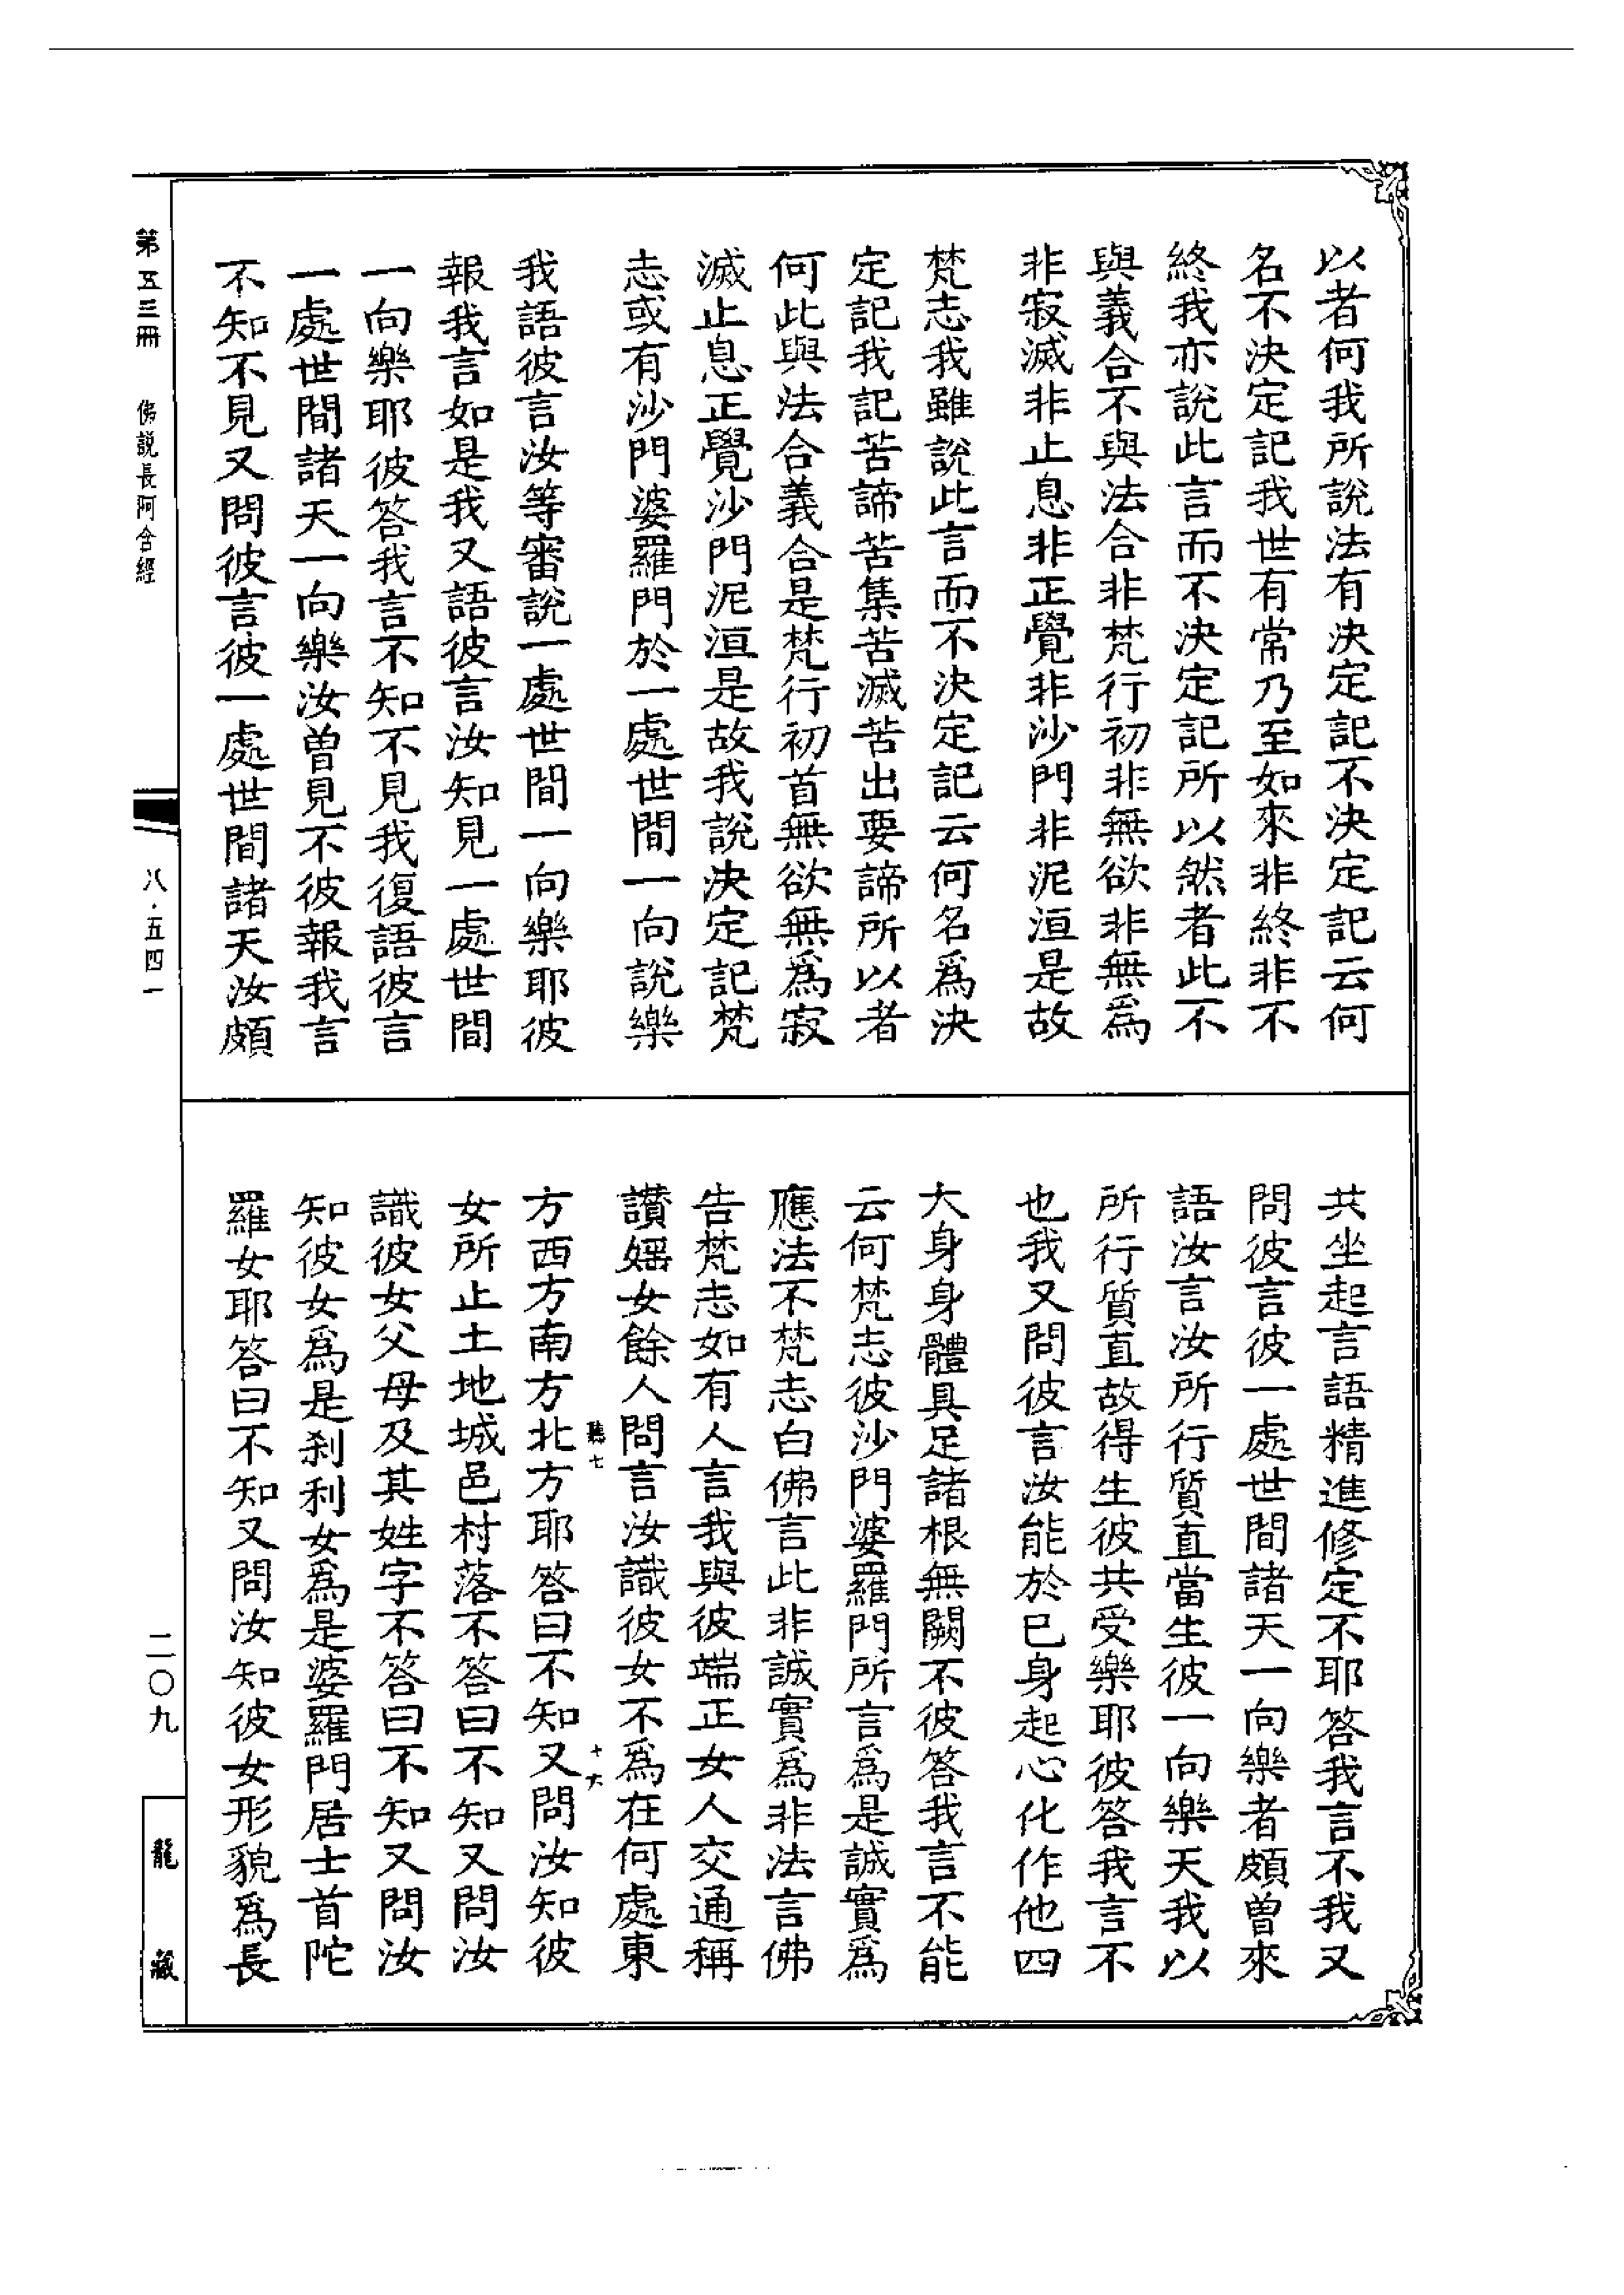 以者何我所說法有決定記不決定記云何
名不決定記我世有常乃至如來非終非不
終我亦說此言而不決定記所以然者此不
與義合不與法合非梵行初非無欲非無爲
非寂滅非止息非正覺非沙門非泥洹是故
梵志我雖說此言而不決定記云何名爲決
定記我記苦諦苦集苦滅苦出要諦所以者
何此與法合義合是梵行初首無欲無爲寂
滅止息正覺沙門泥洹是故我說決定記梵
志或有沙門婆羅門於一處世間一向說樂
我語彼言汝等審說一處世間一向樂耶彼
報我言如是我又語彼言汝知見一處世間
一向樂耶彼答我言不知不見我復語彼言
一處世間諸天一向樂汝曾見不彼報我言
不知不見又問彼言彼一處世間諸天汝頗
共坐起言語精進修定不耶答我言不我又
問彼言彼一處世間諸天一向樂者頗曾來
語汝言汝所行質直當生彼一向樂天我以
所行質直故得生彼共受樂耶彼答我言不
也我又問彼言汝能於已身起心化作他四
大身身體具足諸根無闕不彼答我言不能
云何梵志彼沙門婆羅門所言爲是誠實爲
應法不梵志白佛言此非誠實爲非法言佛
告梵志如有人言我與彼端正女人交通稱
讚婬女餘人問言汝識彼女不爲在何處東
聽七
十六
方西方南方北方耶答曰不知又問汝知彼
女所止土地城邑村落不答曰不知又問汝
識彼女父母及其姓字不答曰不知又問汝
知彼女爲是剎利女爲是婆羅門居士首陀
羅女耶答曰不知又問汝知彼女形貌爲長
第五三冊
佛說長阿含經
八·五四一
二〇九
龍藏